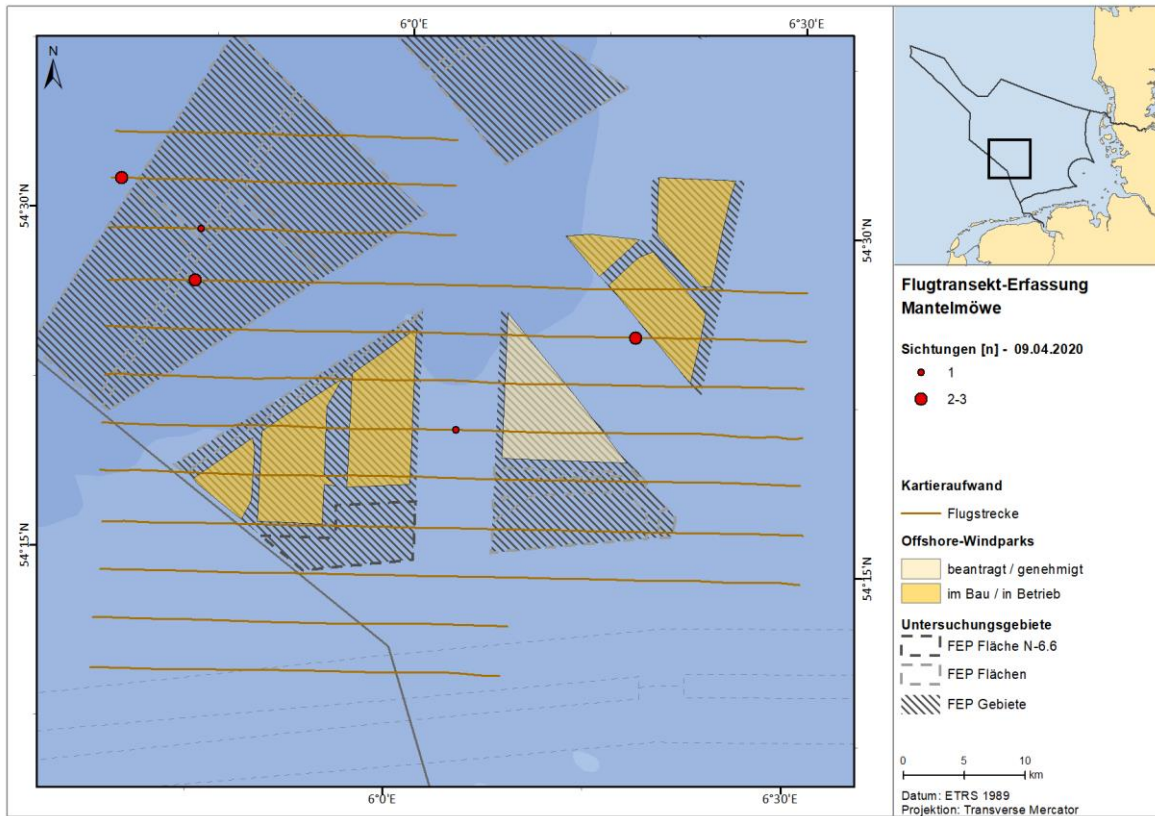 6°0'E
6°30'E
N
54°30'N
54°30'N
54°15'N
54°15'N
6°0'E
6°30'E
Flugtransekt-Erfassung
Mantelmöwe
Sichtungen [n] - 09.04.2020
1
2-3
Kartieraufwand
Flugstrecke
Offshore-Windparks
beantragt / genehmigt
im Bau / in Betrieb
Untersuchungsgebiete
FEP Fläche N-6.6
FEP Flächen
FEP Gebiete
0 5 10
km
Datum: ETRS 1989
Projektion: Transverse Mercator